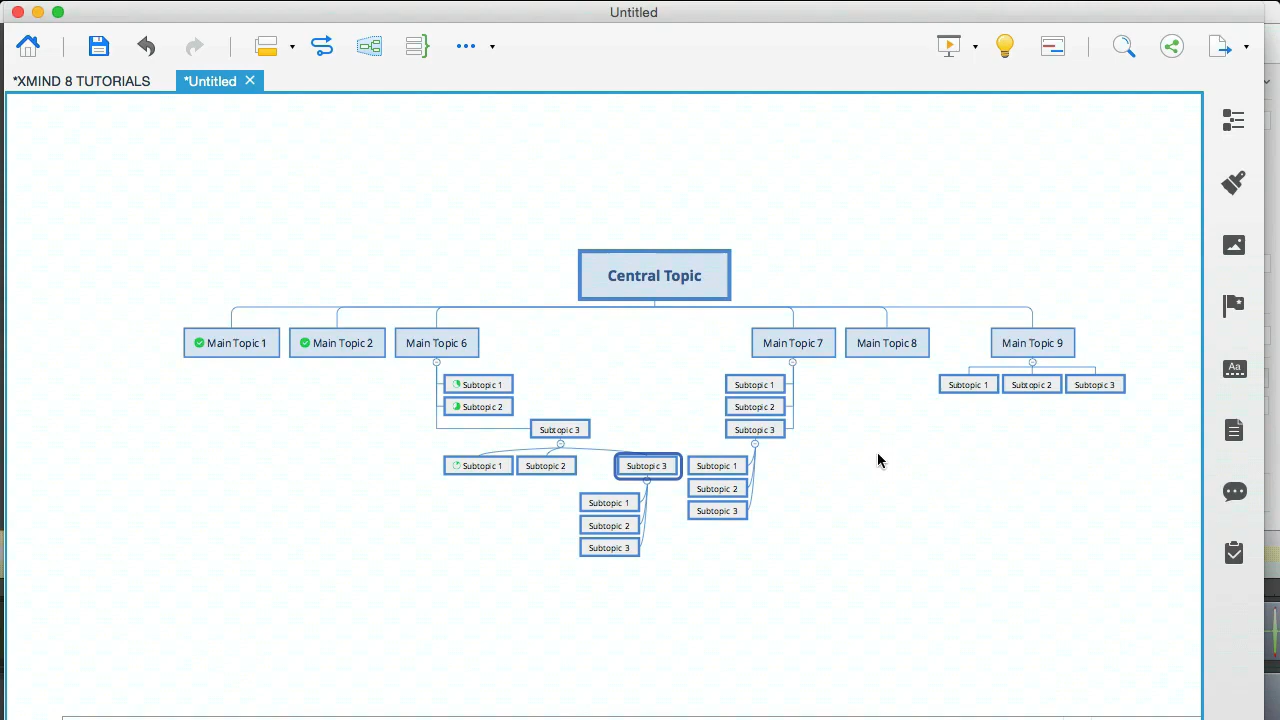 Untitled
*XMIND 8 TUTORIALS
*Untitled
Central Topic
Main Topic 1
Main Topic 2
Main Topic 6
Main Topic 7
Main Topic 8
Main Topic 9
Subtopic 1
Subtopic 2
Subtopic 3
Subtopic 1
Subtopic 2
Subtopic 3
Subtopic 1
Subtopic 2
Subtopic 3
Subtopic 1
Subtopic 2
Subtopic 3
Subtopic 1
Subtopic 2
Subtopic 3
Subtopic 1
Subtopic 2
Subtopic 3
Aa